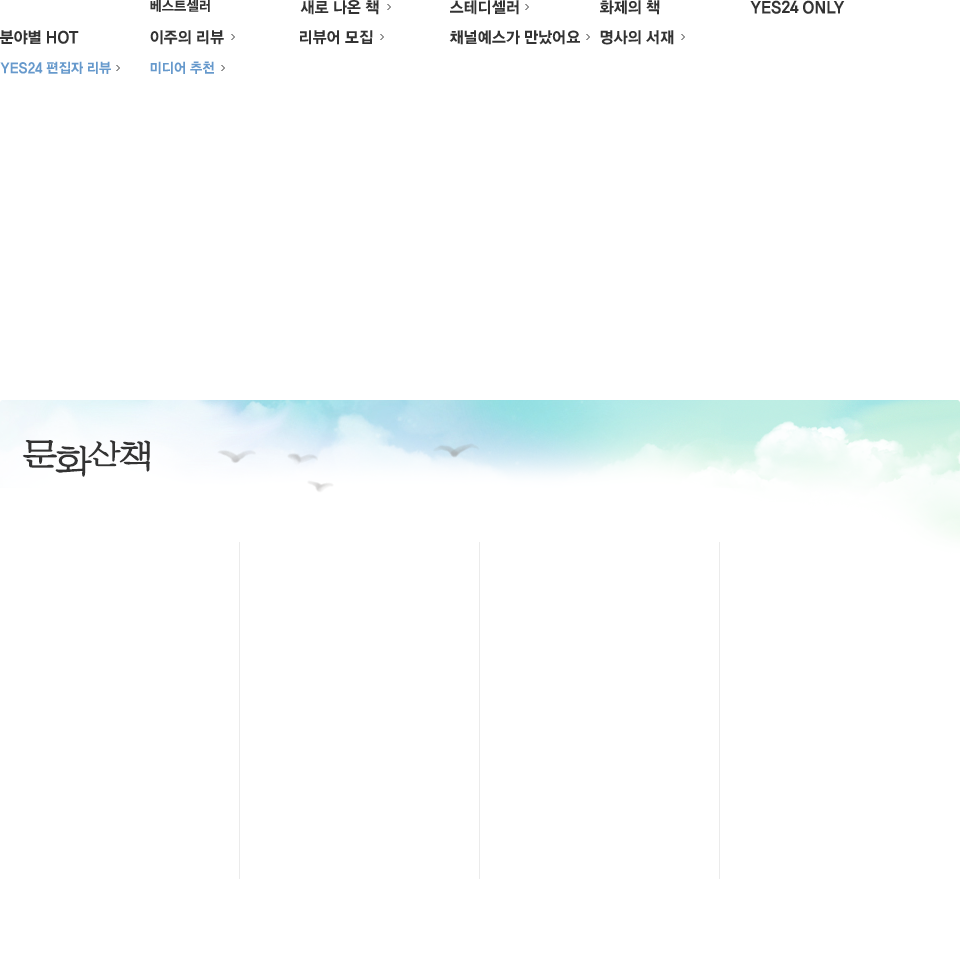 베스트셀러 새로 나온 책 › 스테디셀러 › 화제의 책 YES24 ONLY
분야별 HOT 이주의 리뷰 › 리뷰어 모집 › 채널예스가 만났어요 › 명사의 서재 ›
YES24 편집자 리뷰 › 미디어 추천 ›
문화산책